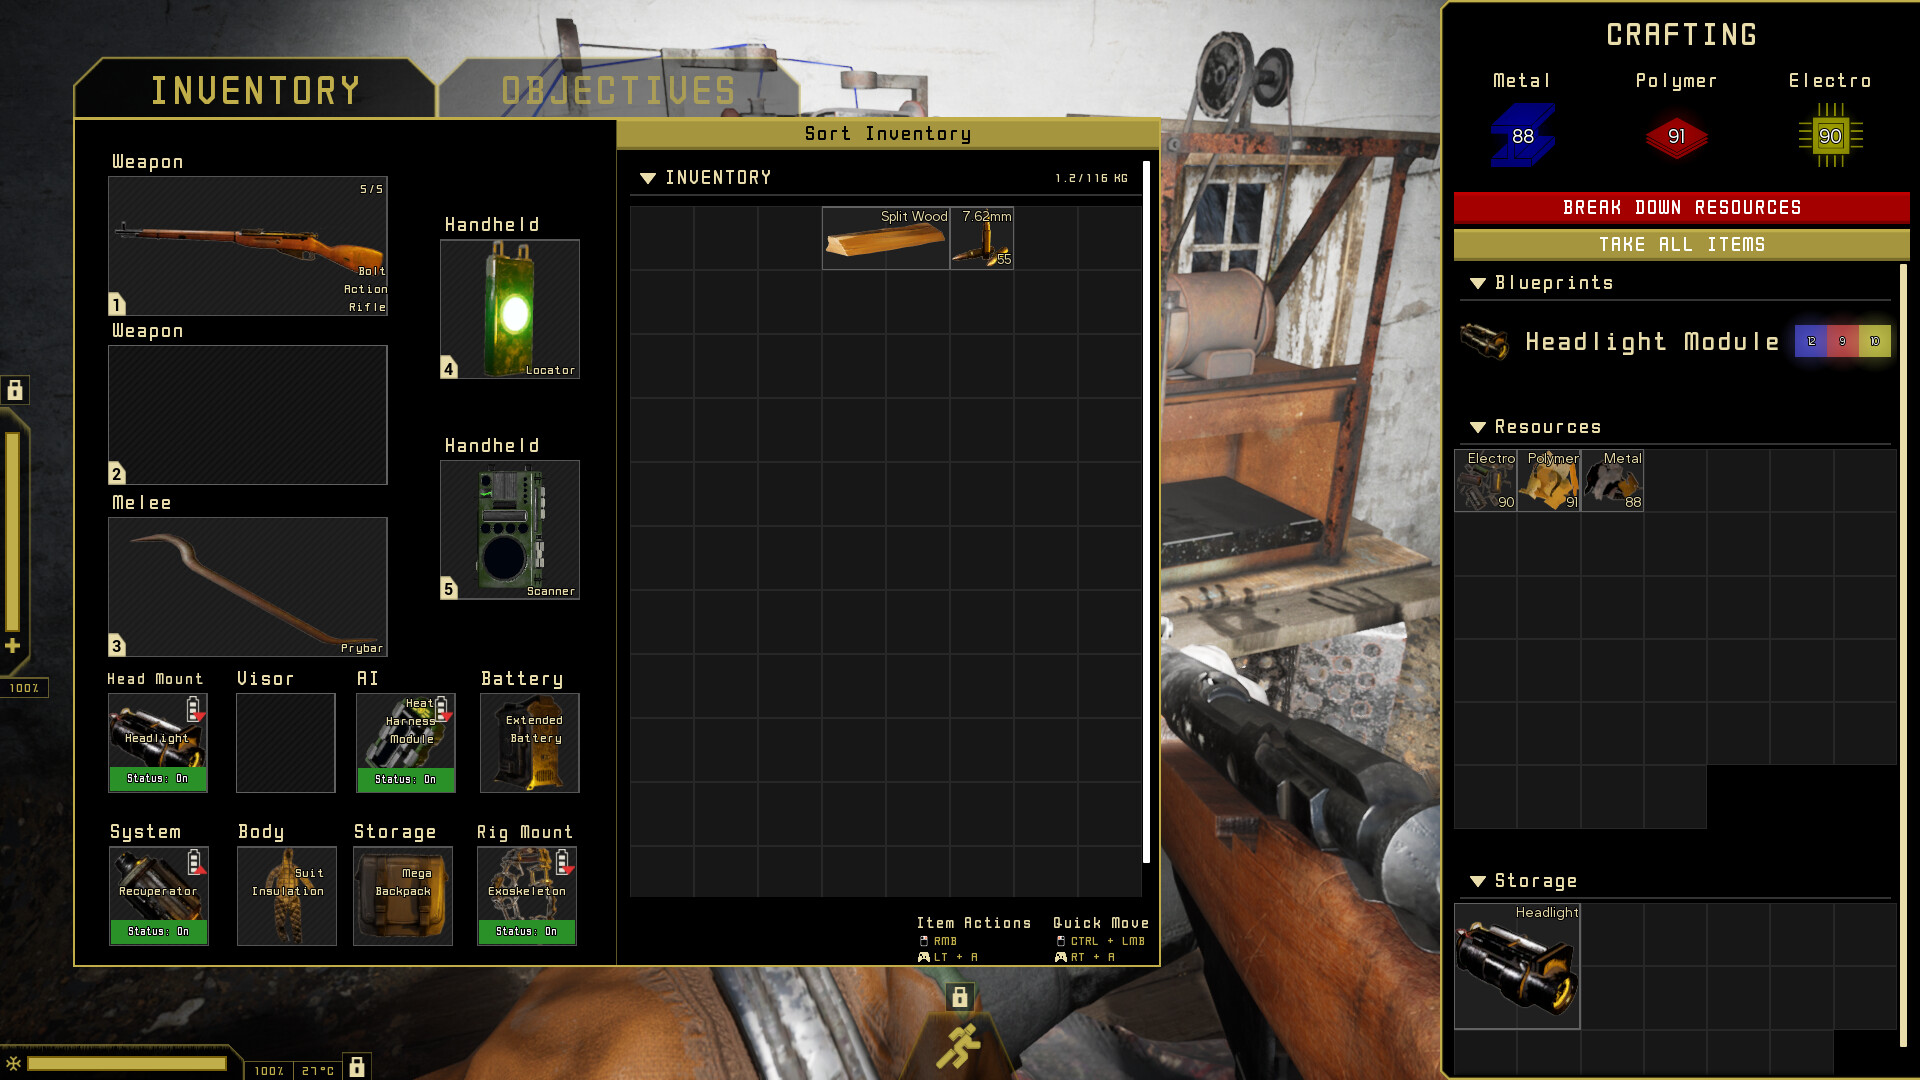 INVENTORY
OBJECTIVES
Sort Inventory
Weapon
5/5
Bolt
Action
Rifle
1
Weapon
2
Melee
3
Prybar
Handheld
4
Locator
Handheld
5
Scanner
Head Mount
Headlight
Status: On
Visor
AI
Heat
Harness
Module
Status: On
Battery
Extended
Battery
System
Recuperator
Status: On
Body
Suit
Insulation
Storage
Mega
Backpack
Rig Mount
Exoskeleton
Status: On
INVENTORY
1.2/116 KG
Split Wood
7.62mm
55
Item Actions
RMB
LT + A
Quick Move
CTRL + LMB
RT + A
100%
100%
27°C
CRAFTING
Metal
Polymer
Electro
88
91
90
BREAK DOWN RESOURCES
TAKE ALL ITEMS
Blueprints
Headlight Module
12
9
10
Resources
Electro
90
Polymer
91
Metal
88
Storage
Headlight